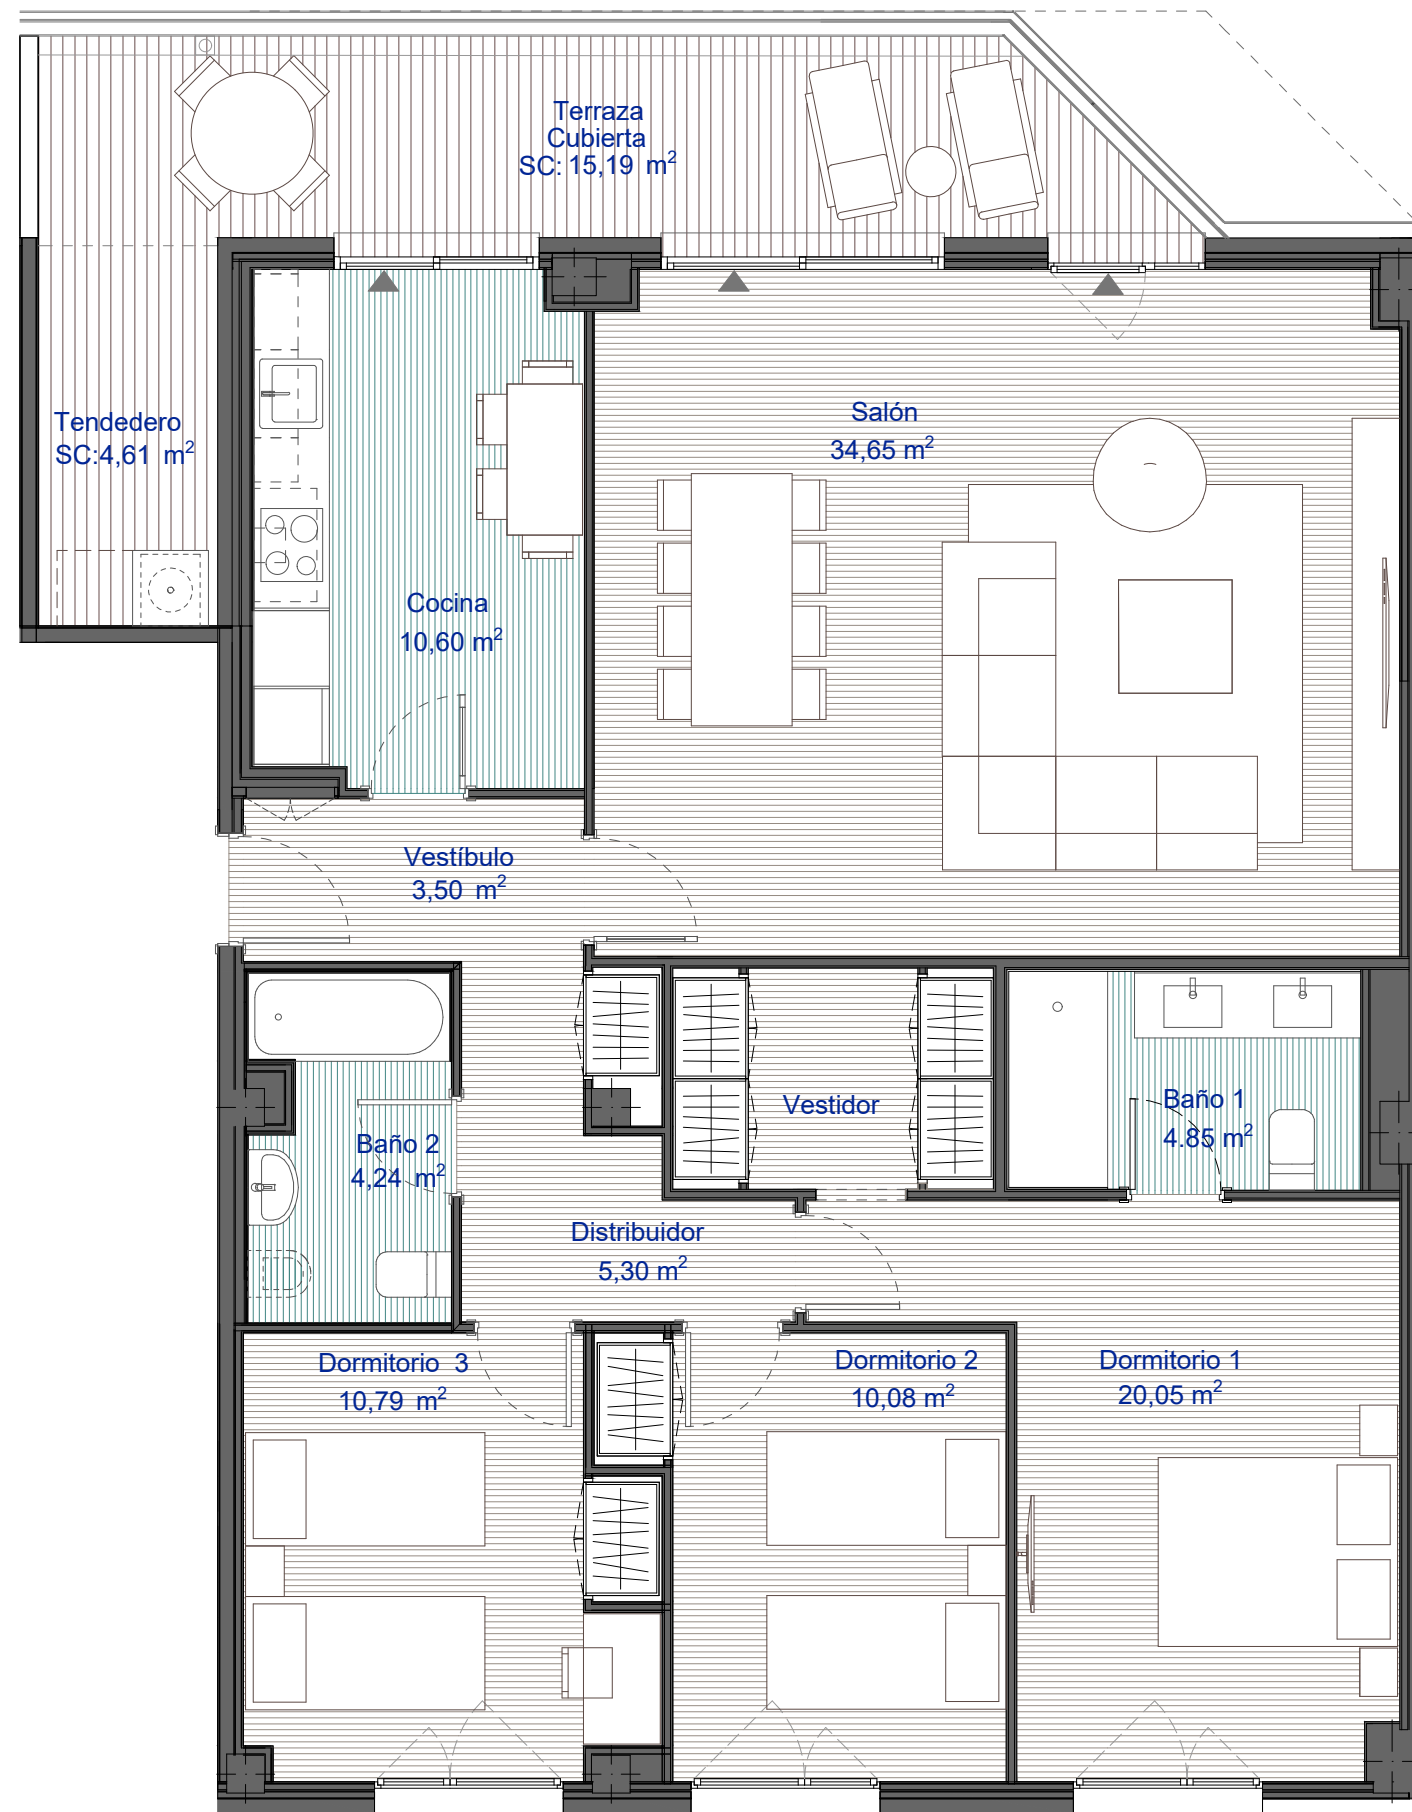 Terraza
Cubierta
SC: 15,19 m²
Tendedero
SC:4,61 m²
Salón
34,65 m²
Cocina
10,60 m²
Vestíbulo
3,50 m²
Vestidor
Baño 1
4.85 m²
Baño 2
4,24 m²
Distribuidor
5,30 m²
Dormitorio 3
10,79 m²
Dormitorio 2
10,08 m²
Dormitorio 1
20,05 m²